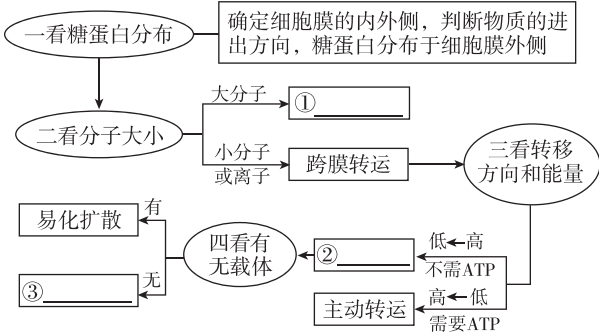 一看糖蛋白分布
确定细胞膜的内外侧，判断物质的进
出方向，糖蛋白分布于细胞膜外侧
二看分子大小
大分子
①
小分子
或离子
跨膜转运
三看转移
方向和能量
易化扩散
有
四看有
无载体
②
低 高
不需ATP
③
无
主动转运
高 低
需要ATP